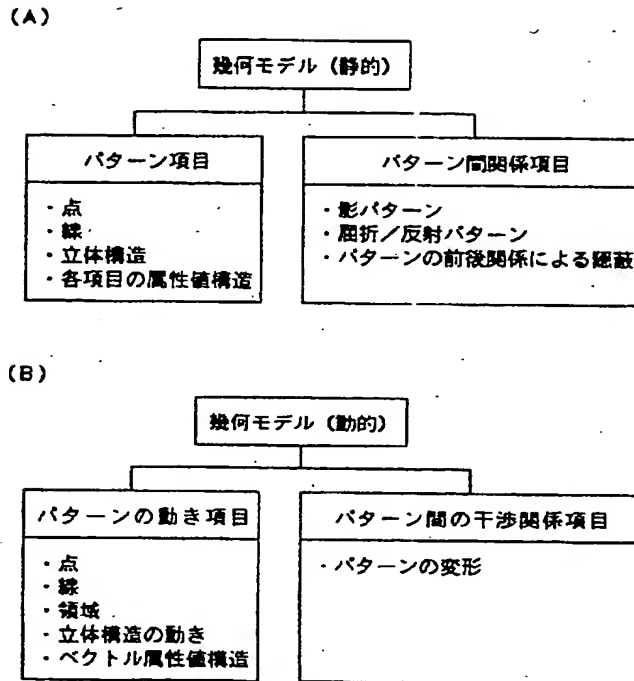 (A)
幾何モデル(静的)
パターン項目
・点
・線
・立体構造
・各項目の属性値構造
パターン間関係項目
・影パターン
・屈折/反射パターン
・パターンの前後関係による隠蔽
(B)
幾何モデル(動的)
パターンの動き項目
・点
・線
・領域
・立体構造の動き
・ベクトル属性値構造
パターン間の干渉関係項目
・パターンの変形